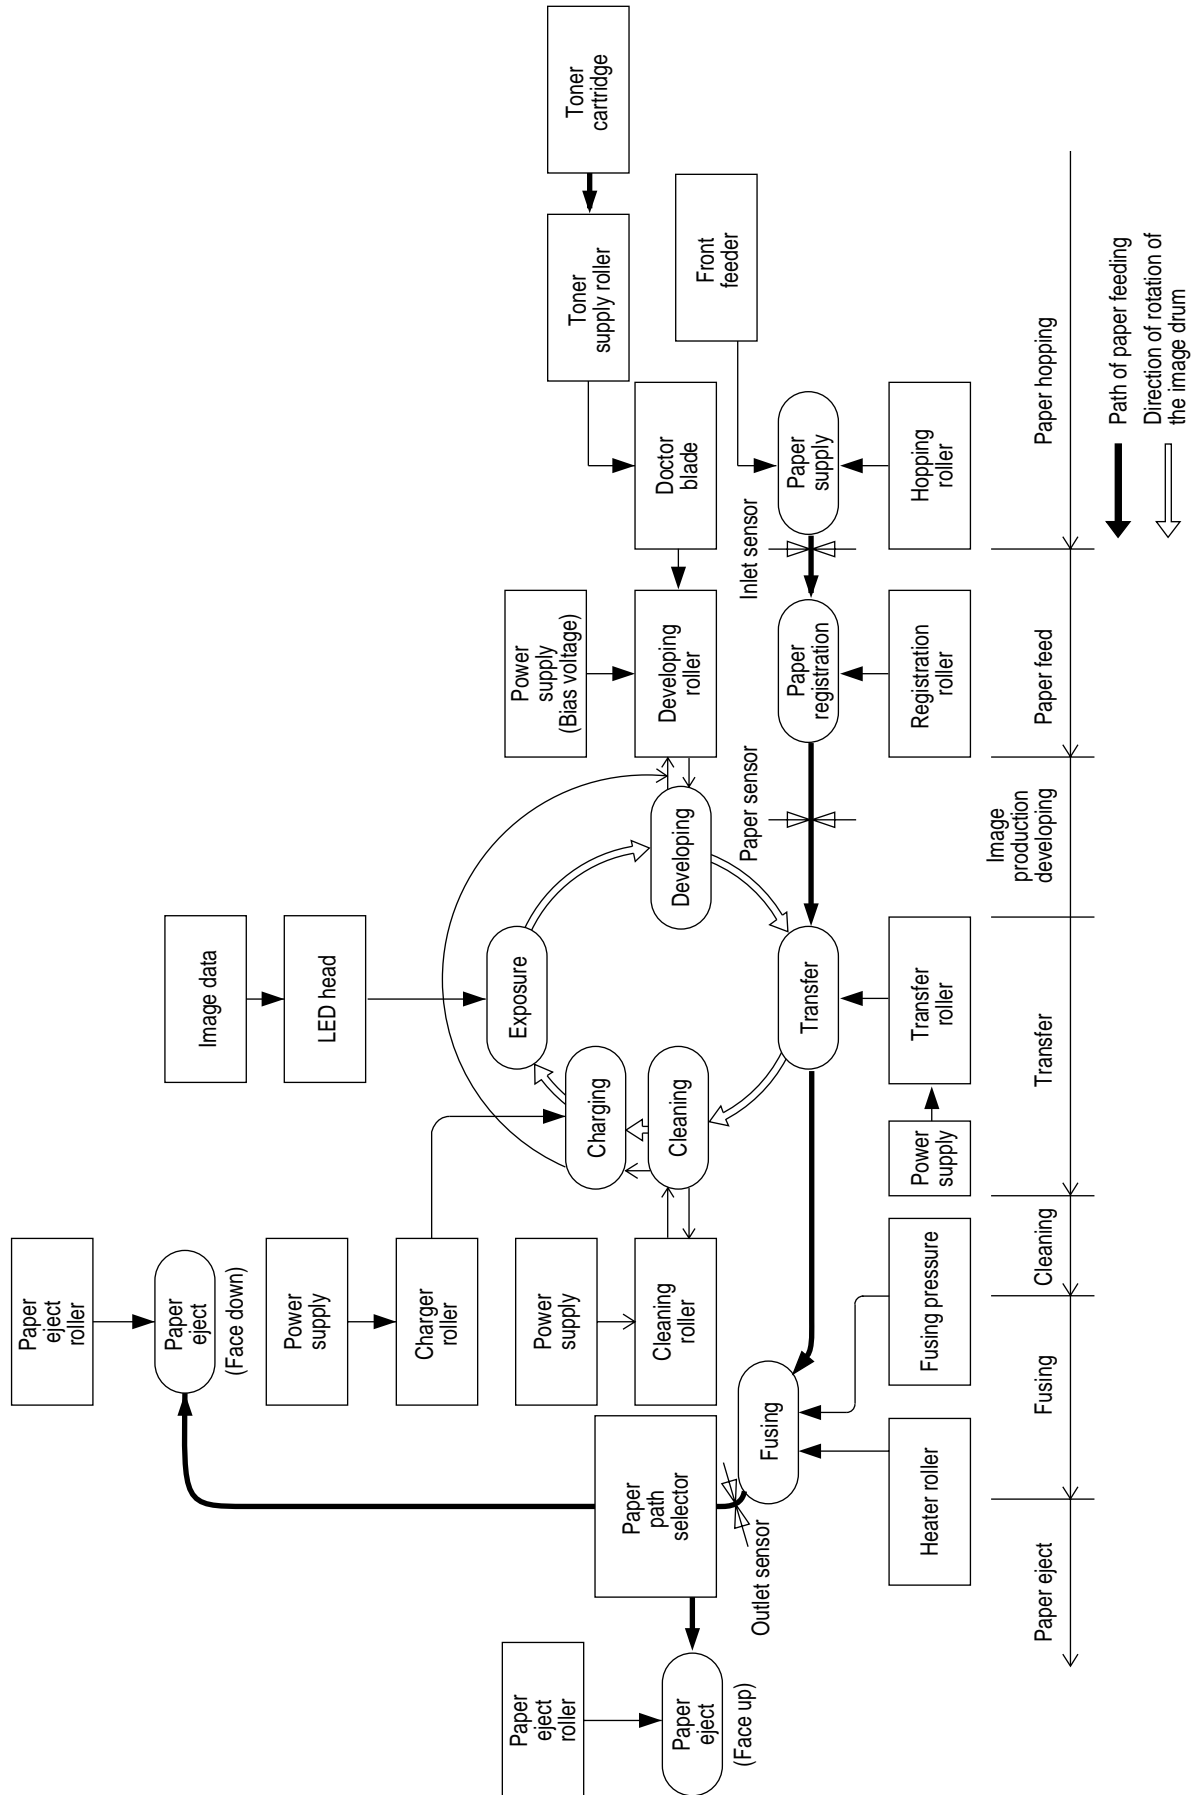 Paper
eject
roller
Paper
eject
(Face down)
Power
supply
Charger
roller
Power
supply
Cleaning
roller
Paper
path
selector
Paper
eject
roller
Paper
eject
(Face up)
Outlet sensor
Fusing
Heater roller
Fusing pressure
Image data
LED head
Exposure
Charging
Cleaning
Developing
Transfer
Transfer
roller
Power
supply
Power
supply
(Bias voltage)
Developing
roller
Paper sensor
Inlet sensor
Paper
registration
Registration
roller
Toner
cartridge
Toner
supply roller
Doctor
blade
Front
feeder
Paper
supply
Hopping
roller
Paper eject
Fusing
Cleaning
Transfer
Image
production
developing
Paper feed
Paper hopping
Path of paper feeding
Direction of rotation of
the image drum